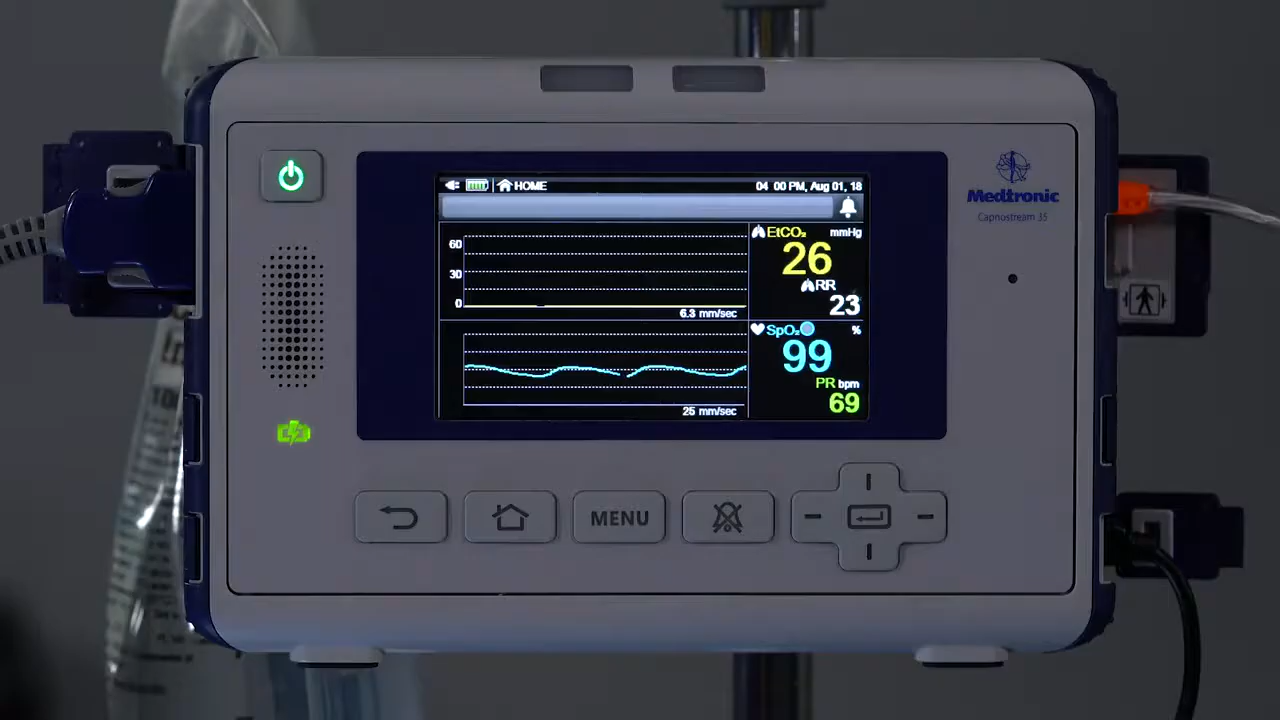 HOME
04 00 PM, Aug 01, 18
60
30
0
6.3 mm/sec
EtCO₂ mmHg
26
RR
23
25 mm/sec
SpO₂ %
99
PR bpm
69
Medtronic
Capnostream 35
MENU